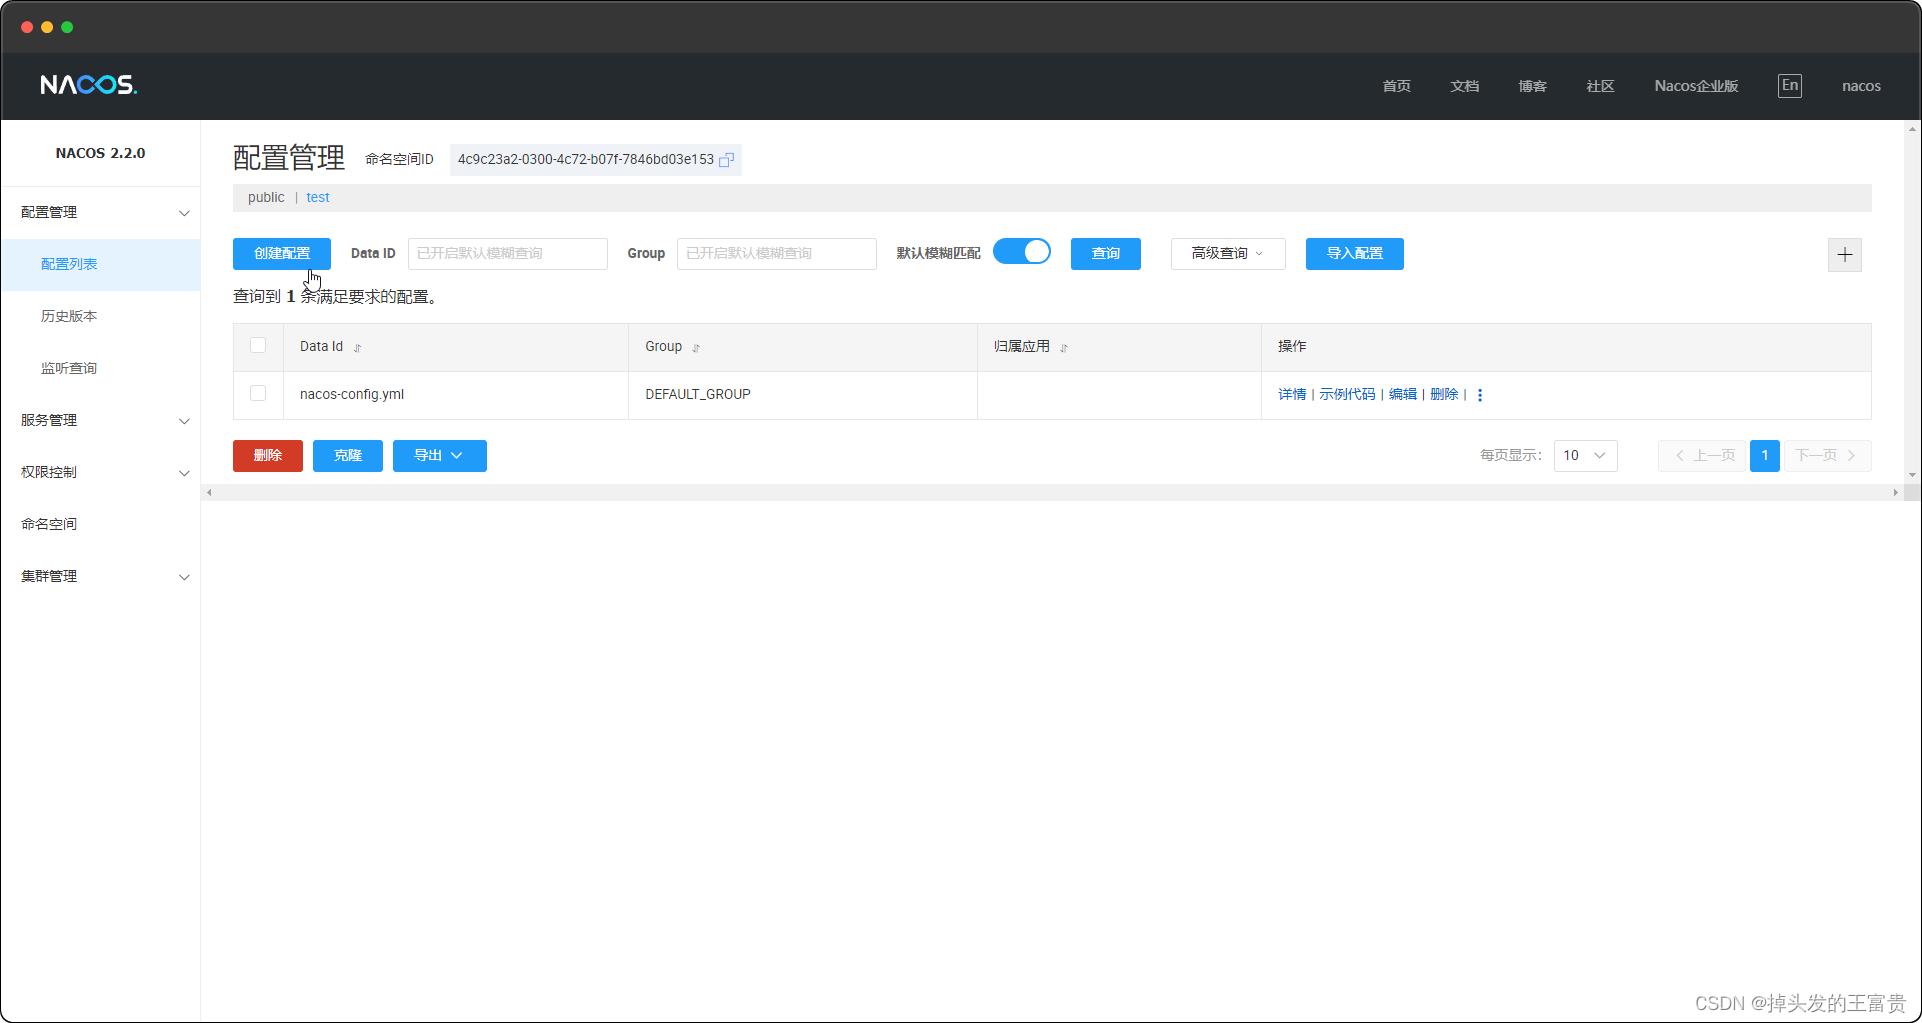 NACOS.
首页 文档 博客 社区 Nacos企业版 En nacos
NACOS 2.2.0
配置管理
配置列表
历史版本
监听查询
服务管理
权限控制
命名空间
集群管理
配置管理 命名空间ID 4c9c23a2-0300-4c72-b07f-7846bd03e153
public | test
创建配置 Data ID 已开启默认模糊查询 Group 已开启默认模糊查询 默认模糊匹配 查询 高级查询 导入配置
查询到 1 条满足要求的配置。
Data Id Group 归属应用 操作
nacos-config.yml DEFAULT_GROUP 详情 | 示例代码 | 编辑 | 删除 |
删除 克隆 导出 每页显示: 10 上一页 1 下一页
CSDN @掉头发的王富贵